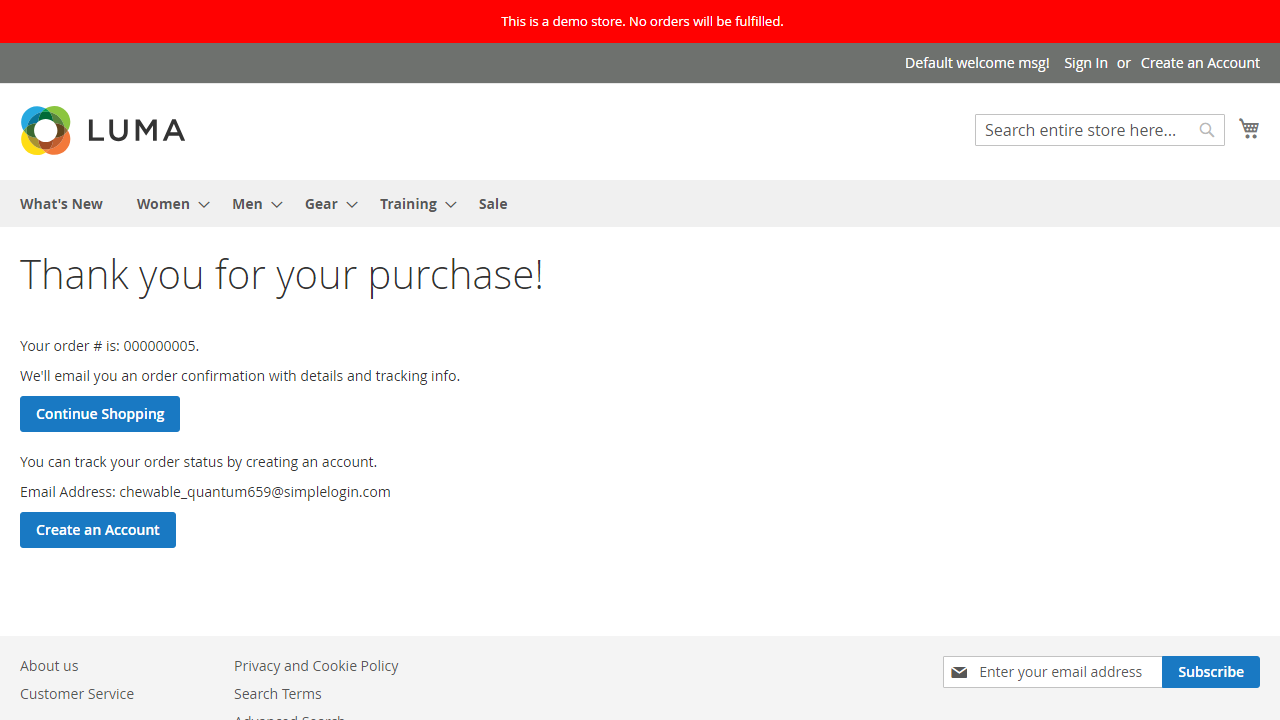 This is a demo store. No orders will be fulfilled.
Default welcome msg! Sign In or Create an Account
LUMA
Search entire store here...
What's New Women Men Gear Training Sale
Thank you for your purchase!
Your order # is: 000000005.
We'll email you an order confirmation with details and tracking info.
Continue Shopping
You can track your order status by creating an account.
Email Address: chewable_quantum659@simplelogin.com
Create an Account
About us
Customer Service
Privacy and Cookie Policy
Search Terms
Advanced Search
Enter your email address
Subscribe